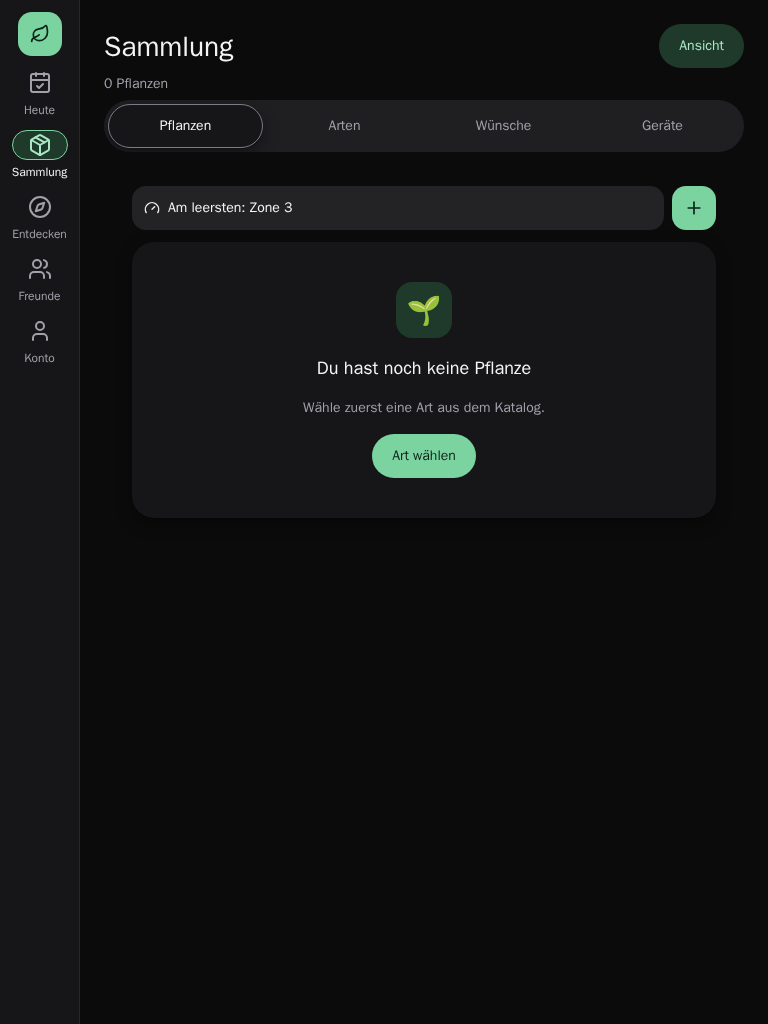 Sammlung
Ansicht
0 Pflanzen
Pflanzen
Arten
Wünsche
Geräte
Heute
Sammlung
Entdecken
Freunde
Konto
Am leersten: Zone 3
Du hast noch keine Pflanze
Wähle zuerst eine Art aus dem Katalog.
Art wählen